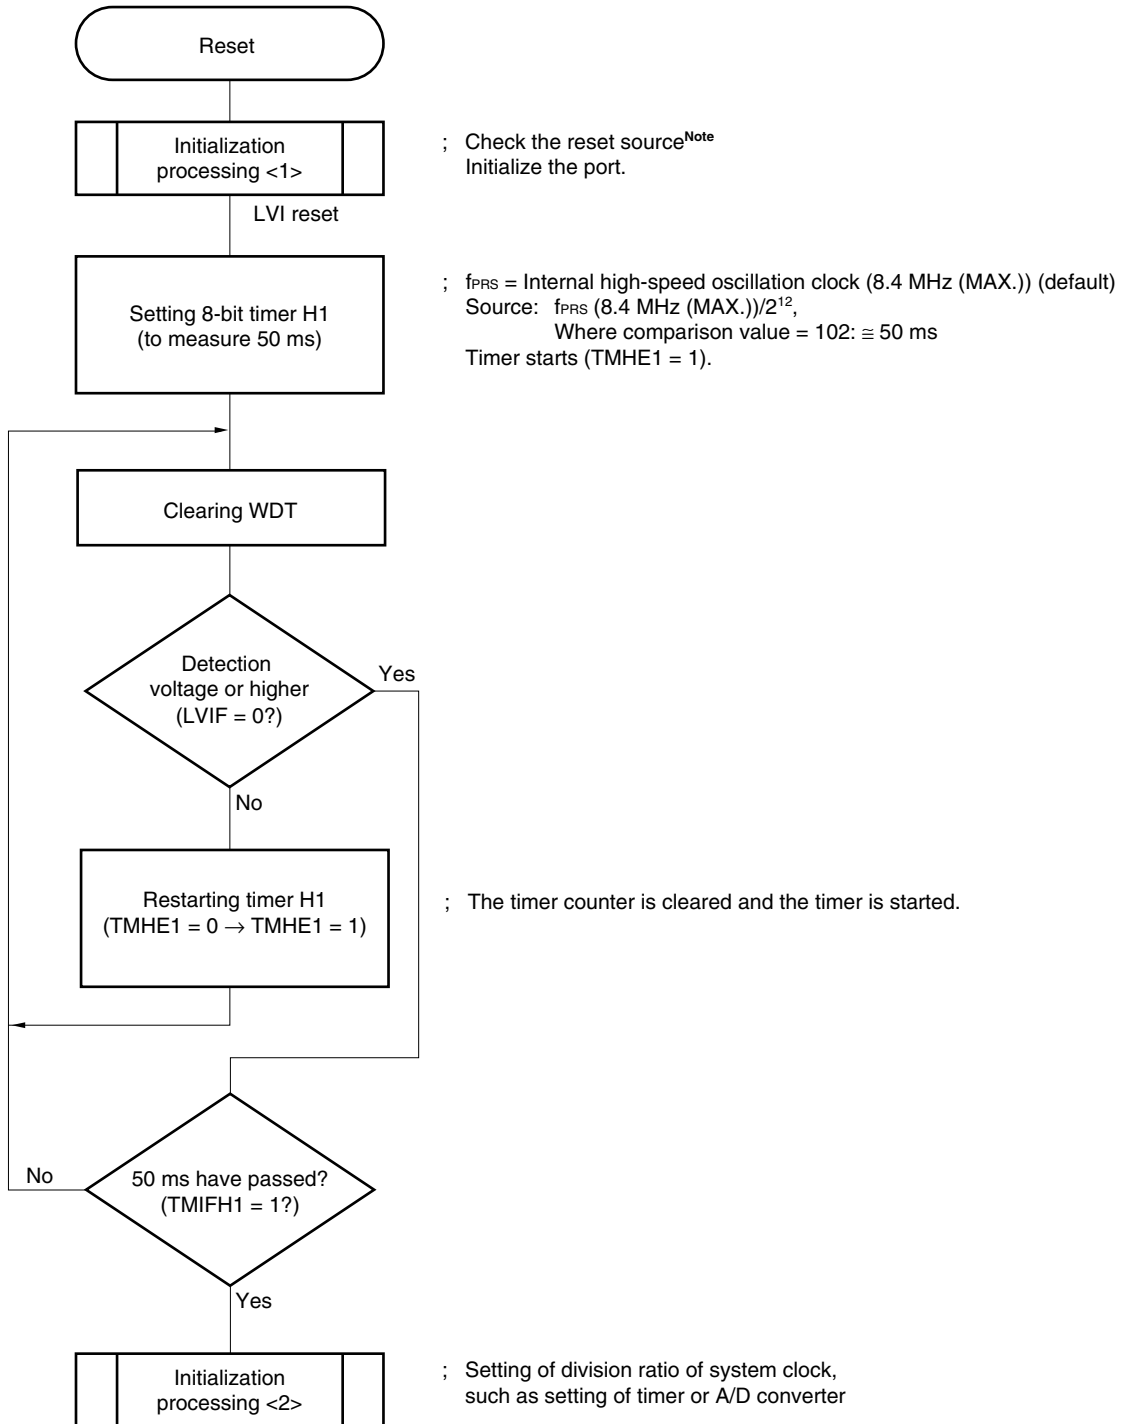 Reset
Initialization
processing <1>
; Check the reset sourceNote
Initialize the port.
LVI reset
Setting 8-bit timer H1
(to measure 50 ms)
; fPRS = Internal high-speed oscillation clock (8.4 MHz (MAX.)) (default)
Source: fPRS (8.4 MHz (MAX.))/2^12,
Where comparison value = 102: ≅ 50 ms
Timer starts (TMHE1 = 1).
Clearing WDT
Detection
voltage or higher
(LVIF = 0?)
Yes
No
Restarting timer H1
(TMHE1 = 0 → TMHE1 = 1)
; The timer counter is cleared and the timer is started.
50 ms have passed?
(TMIFH1 = 1?)
No
Yes
Initialization
processing <2>
; Setting of division ratio of system clock,
such as setting of timer or A/D converter